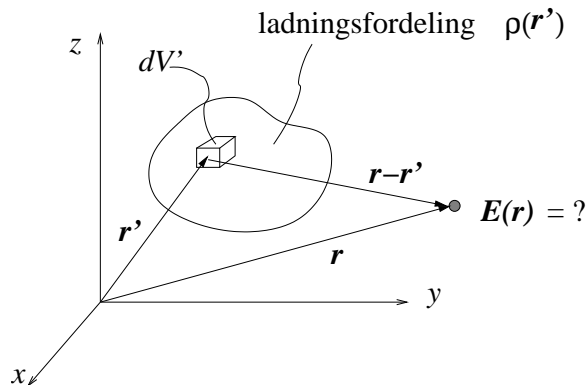 ladningsfordeling ρ(r')
z
dV'
r–r'
E(r) = ?
r'
r
y
x